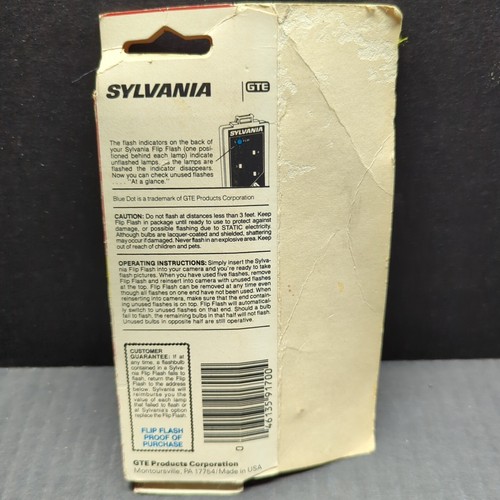 SYLVANIA GTE
SYLVANIA
The flash indicators on the back of
your Sylvania Flip Flash (one posi-
tioned behind each lamp) indicate
unflashed lamps. As the lamps are
flashed the indicator disappears.
Now you can check unused flashes
. . . . "At a glance."
Blue Dot is a trademark of GTE Products Corporation
CAUTION: Do not flash at distances less than 3 feet. Keep
Flip Flash in package until ready to use to protect against
damage, or possible flashing due to STATIC electricity.
Although bulbs are lacquer-coated and shielded, shattering
may occur if damaged. Never flash in an explosive area. Keep
out of reach of children and pets.
OPERATING INSTRUCTIONS: Simply insert the Sylva-
nia Flip Flash into your camera and you're ready to take
flash pictures. When you have used five flashes, remove
Flip Flash and reinsert into camera with unused flashes
at the top. Flip Flash can be removed at any time even
though all flashes on one end have not been used. When
reinserting into camera, make sure that the end contain-
ing unused flashes is on top. Flip Flash will automatical-
ly switch to unused flashes on that end. Should a bulb
fail to flash, the remaining bulbs in that half will not flash.
Unused bulbs in opposite half are still operative.
CUSTOMER
GUARANTEE: If at
any time, a flashbulb
contained in a Sylva-
nia Flip Flash fails to
flash, return the Flip
Flash to the address
below. Sylvania will
reimburse you the
value of each lamp
that failed to flash or
at Sylvania's option
replace the Flip Flash.
FLIP FLASH
PROOF OF
PURCHASE
0 46135 91700
GTE Products Corporation
Montoursville, PA 17754/Made in USA